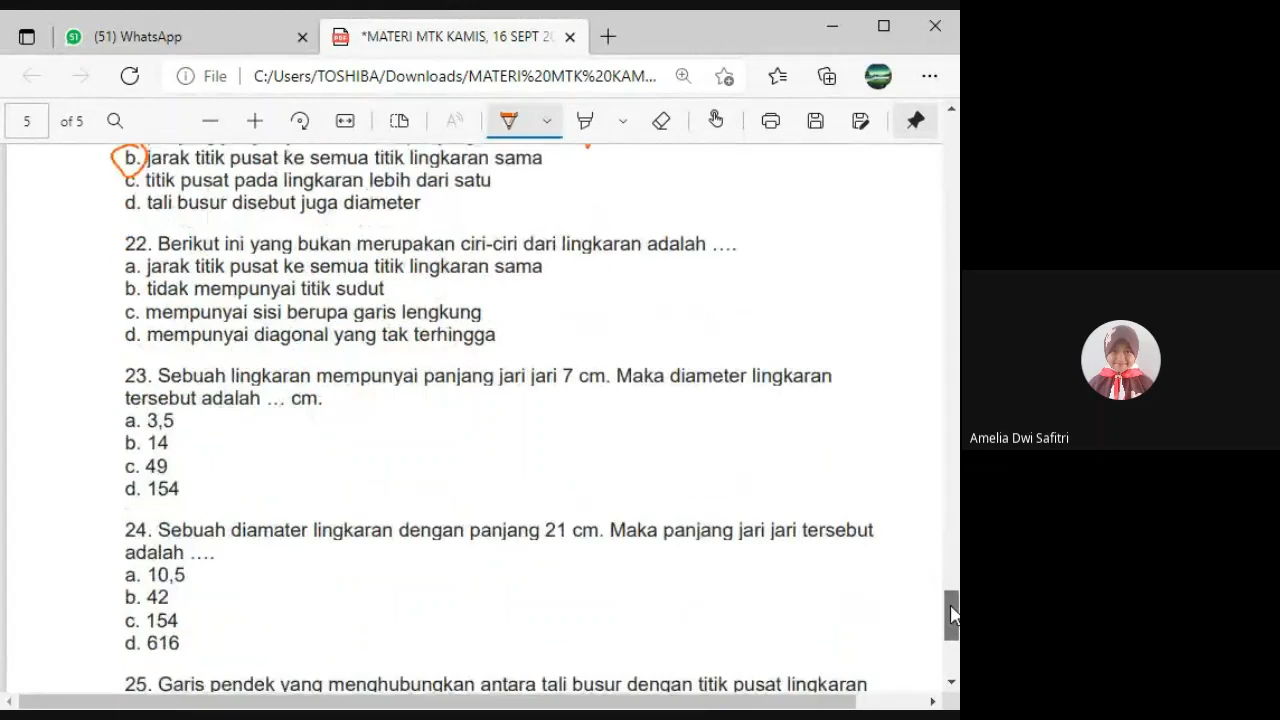 (51) WhatsApp
*MATERI MTK KAMIS, 16 SEPT 20
File
C:/Users/TOSHIBA/Downloads/MATERI%20MTK%20KAM...
5 of 5
b. jarak titik pusat ke semua titik lingkaran sama
c. titik pusat pada lingkaran lebih dari satu
d. tali busur disebut juga diameter
22. Berikut ini yang bukan merupakan ciri-ciri dari lingkaran adalah ....
a. jarak titik pusat ke semua titik lingkaran sama
b. tidak mempunyai titik sudut
c. mempunyai sisi berupa garis lengkung
d. mempunyai diagonal yang tak terhingga
23. Sebuah lingkaran mempunyai panjang jari jari 7 cm. Maka diameter lingkaran
tersebut adalah ... cm.
a. 3,5
b. 14
c. 49
d. 154
24. Sebuah diamater lingkaran dengan panjang 21 cm. Maka panjang jari jari tersebut
adalah ....
a. 10,5
b. 42
c. 154
d. 616
25. Garis pendek yang menghubungkan antara tali busur dengan titik pusat lingkaran
Amelia Dwi Safitri